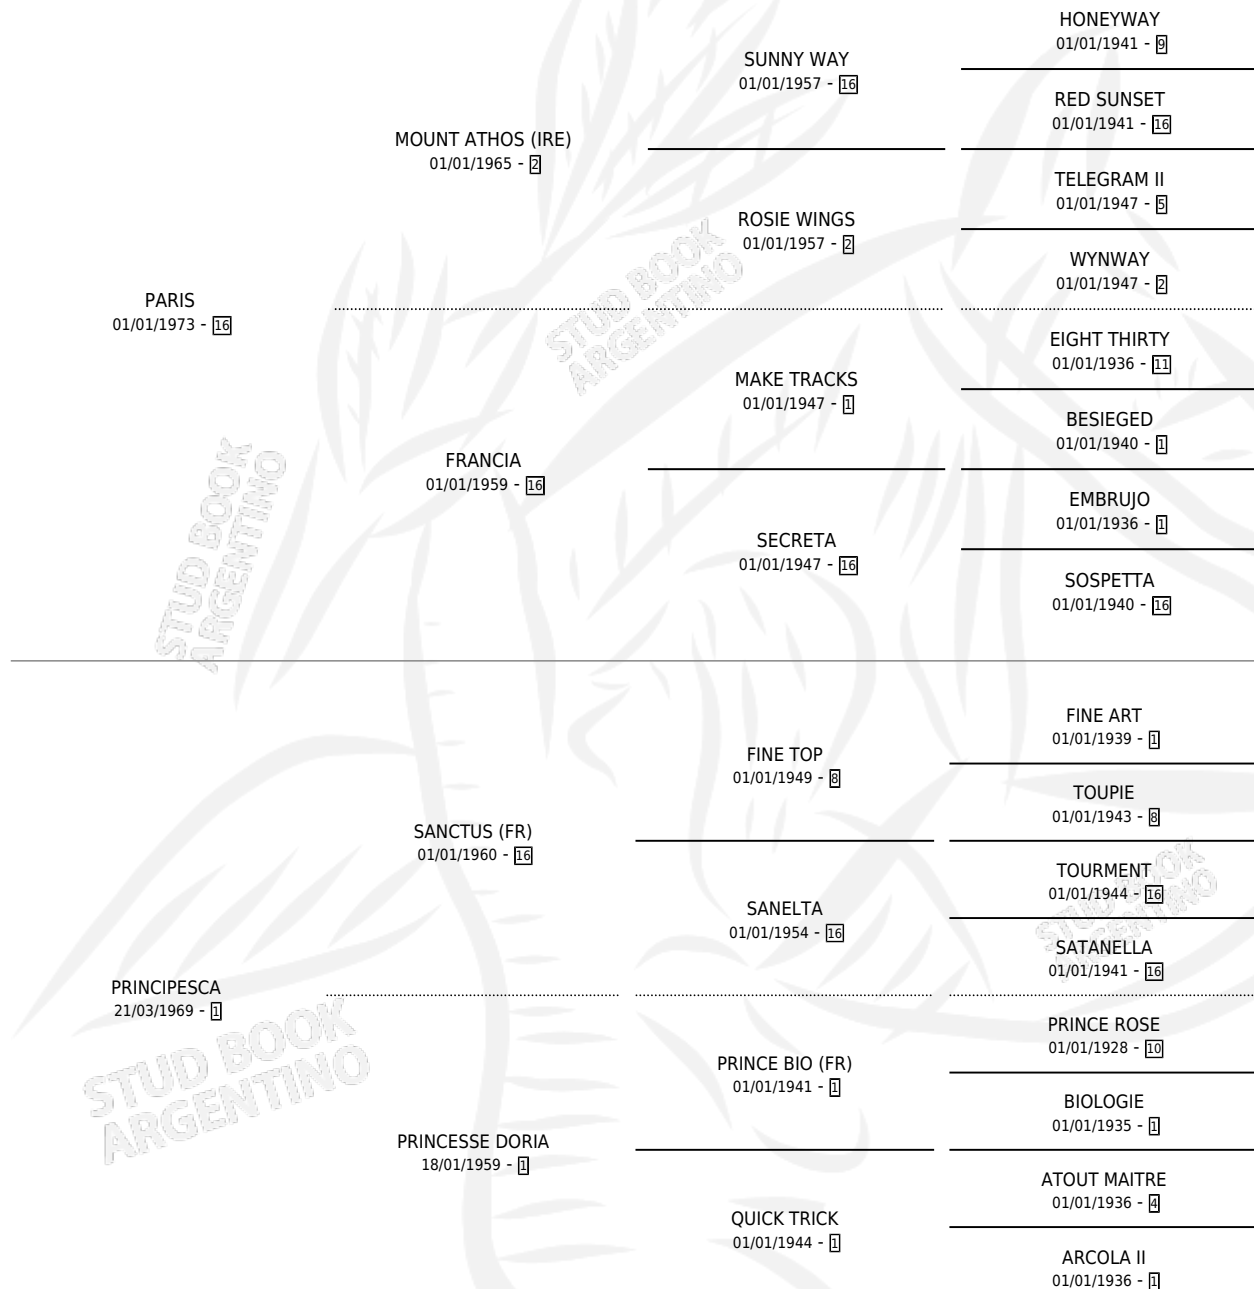 HONEYWAY
01/01/1941 - 9
SUNNY WAY
01/01/1957 - 16
RED SUNSET
01/01/1941 - 16
MOUNT ATHOS (IRE)
01/01/1965 - 2
TELEGRAM II
01/01/1947 - 5
ROSIE WINGS
01/01/1957 - 2
WYNWAY
01/01/1947 - 2
PARIS
01/01/1973 - 16
EIGHT THIRTY
01/01/1936 - 11
MAKE TRACKS
01/01/1947 - 1
BESIEGED
01/01/1940 - 1
FRANCIA
01/01/1959 - 16
EMBRUJO
01/01/1936 - 1
SECRETA
01/01/1947 - 16
SOSPETTA
01/01/1940 - 16
FINE ART
01/01/1939 - 1
FINE TOP
01/01/1949 - 8
TOUPIE
01/01/1943 - 8
SANCTUS (FR)
01/01/1960 - 16
TOURMENT
01/01/1944 - 16
SANELTA
01/01/1954 - 16
SATANELLA
01/01/1941 - 16
PRINCIPESCA
21/03/1969 - 1
PRINCE ROSE
01/01/1928 - 10
PRINCE BIO (FR)
01/01/1941 - 1
BIOLOGIE
01/01/1935 - 1
PRINCESSE DORIA
18/01/1959 - 1
ATOUT MAITRE
01/01/1936 - 4
QUICK TRICK
01/01/1944 - 1
ARCOLA II
01/01/1936 - 1
STUD BOOK
ARGENTINO
STUD BOOK
ARGENTINO
STUD BOOK
ARGENTINO
STUD BOOK
ARGENTINO